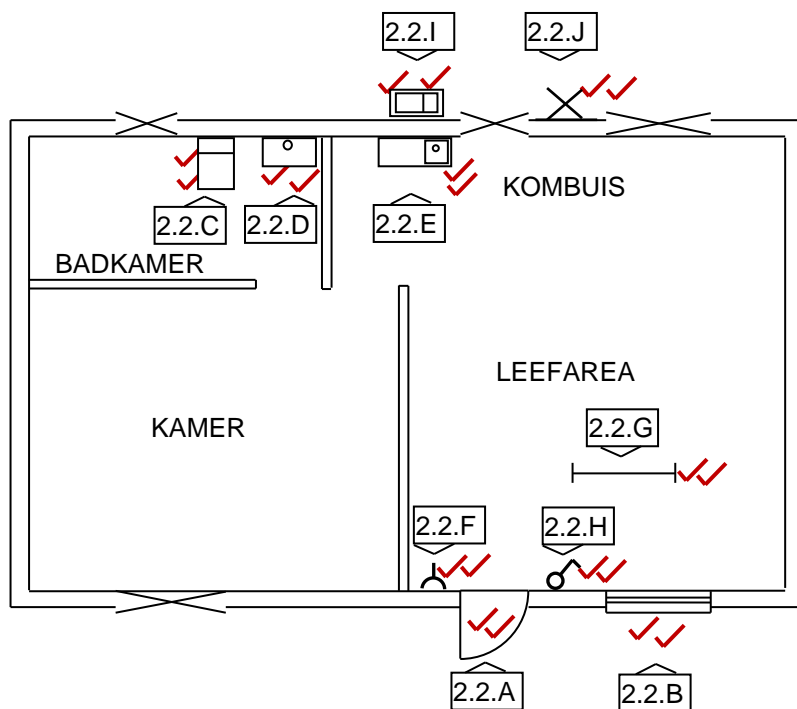 2.2.I
2.2.J
2.2.C
2.2.D
2.2.E
KOMBUIS
BADKAMER
LEEFAREA
KAMER
2.2.G
2.2.F
2.2.H
2.2.A
2.2.B